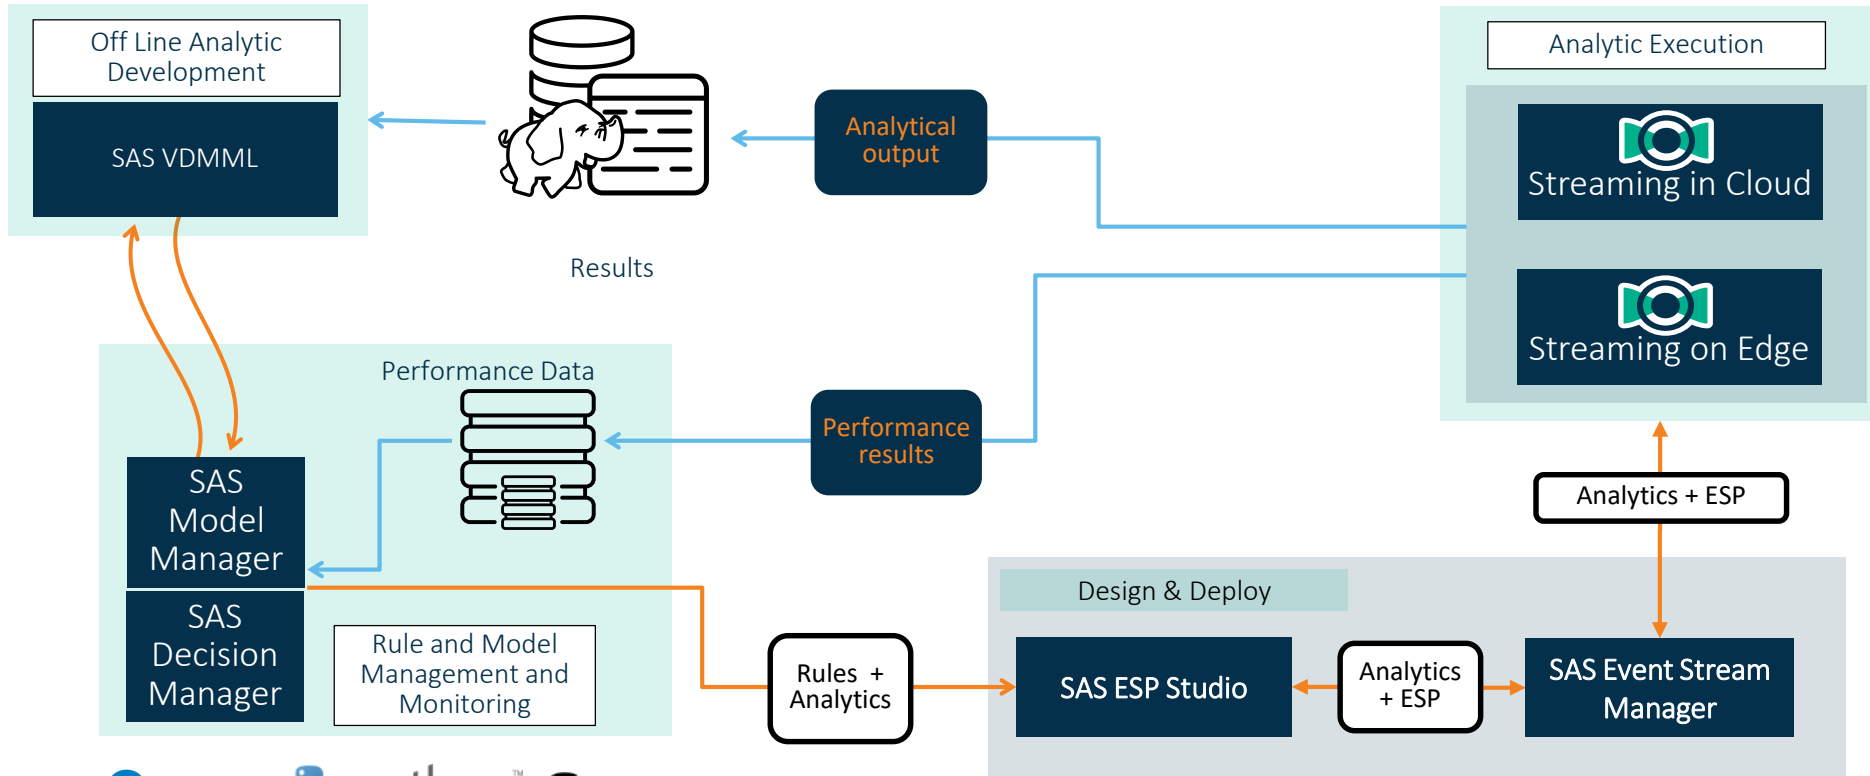 Off Line Analytic
Development
SAS VDMML
Analytical
output
Analytic Execution
Streaming in Cloud
Streaming on Edge
Results
Performance Data
Performance
results
SAS
Model
Manager
SAS
Decision
Manager
Rule and Model
Management and
Monitoring
Analytics + ESP
Design & Deploy
Rules +
Analytics
SAS ESP Studio
Analytics
+ ESP
SAS Event Stream
Manager